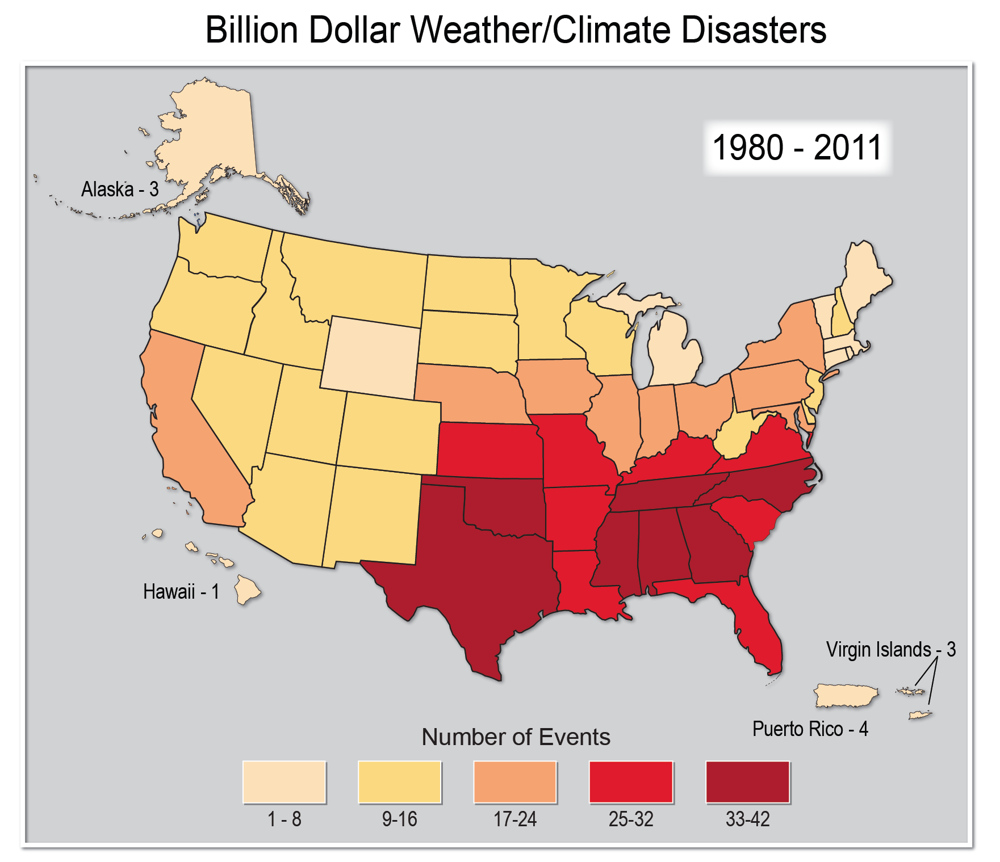 Billion Dollar Weather/Climate Disasters
1980 - 2011
Alaska - 3
Hawaii - 1
Virgin Islands - 3
Puerto Rico - 4
Number of Events
1 - 8
9-16
17-24
25-32
33-42